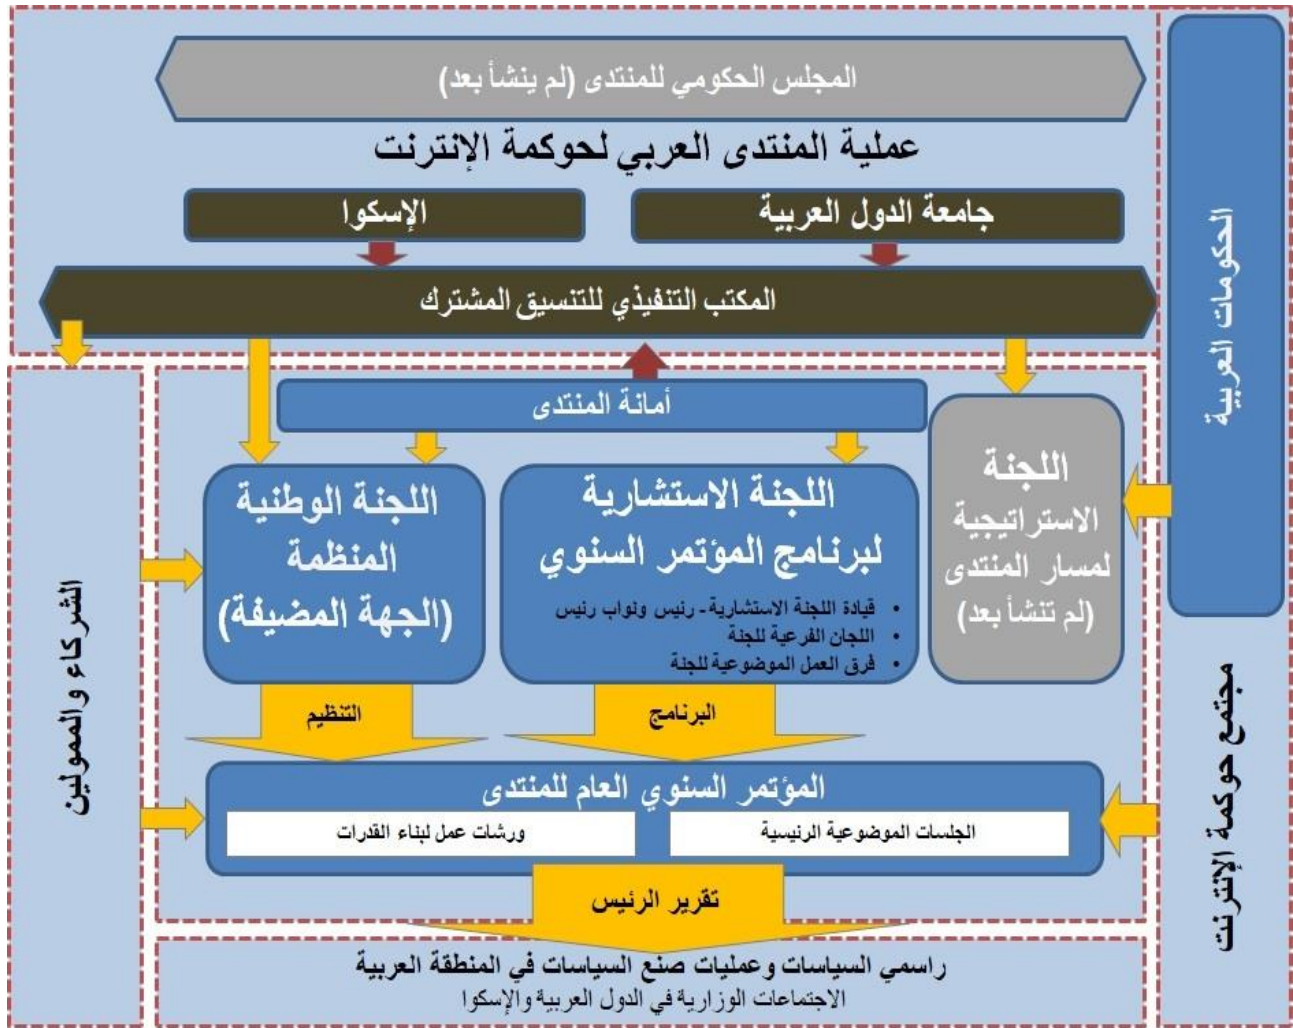 المجلس الحكومي للمنتدى (لم ينشأ بعد)
عملية المنتدى العربي لحوكمة الإنترنت
جامعة الدول العربية
الإسكوا
المكتب التنفيذي للتنسيق المشترك
الحكومات العربية
مجتمع حوكمة الإنترنت
أمانة المنتدى
اللجنة
الاستراتيجية
لمسار المنتدى
(لم تنشأ بعد)
اللجنة الاستشارية
لبرنامج المؤتمر السنوي
• قيادة اللجنة الاستشارية - رئيس ونواب رئيس
• اللجان الفرعية للجنة
• فرق العمل الموضوعية للجنة
اللجنة الوطنية
المنظمة
(الجهة المضيفة)
الشركاء والممولين
البرنامج
التنظيم
المؤتمر السنوي العام للمنتدى
الجلسات الموضوعية الرئيسية
ورشات عمل لبناء القدرات
تقرير الرئيس
راسمي السياسات وعمليات صنع السياسات في المنطقة العربية
الاجتماعات الوزارية في الدول العربية والإسكوا